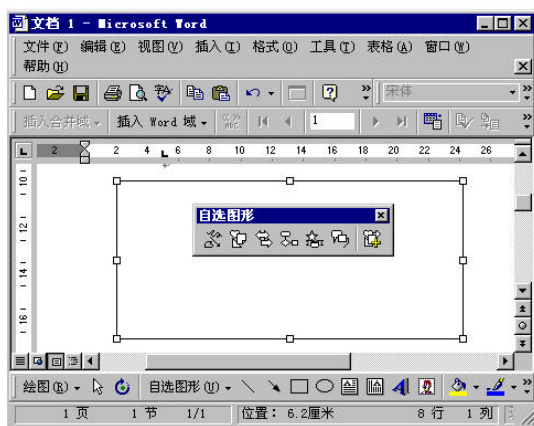 文档 1 - Microsoft Word
文件(F) 编辑(E) 视图(V) 插入(I) 格式(O) 工具(T) 表格(A) 窗口(W)
帮助(H)
宋体
插入合并域 插入 Word 域 1
L 2 2 4 6 8 10 12 14 16 18 20 22 24 26
10
自选图形
12
14
16
绘图(R) 自选图形(U)
1 页 1 节 1/1 位置: 6.2厘米 8 行 1 列